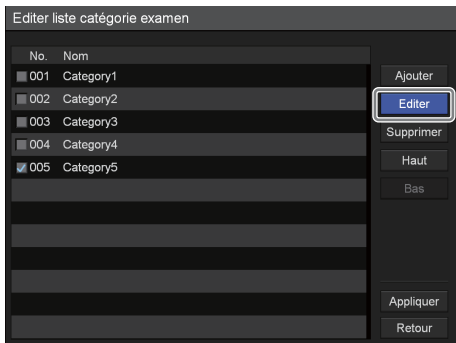 Editer liste catégorie examen
No. Nom
001 Category1
002 Category2
003 Category3
004 Category4
005 Category5
Ajouter
Editer
Supprimer
Haut
Bas
Appliquer
Retour